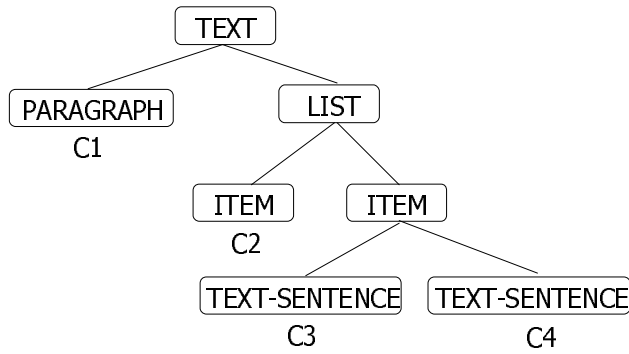 TEXT
PARAGRAPH
LIST
C1
ITEM
ITEM
C2
TEXT-SENTENCE
TEXT-SENTENCE
C3
C4